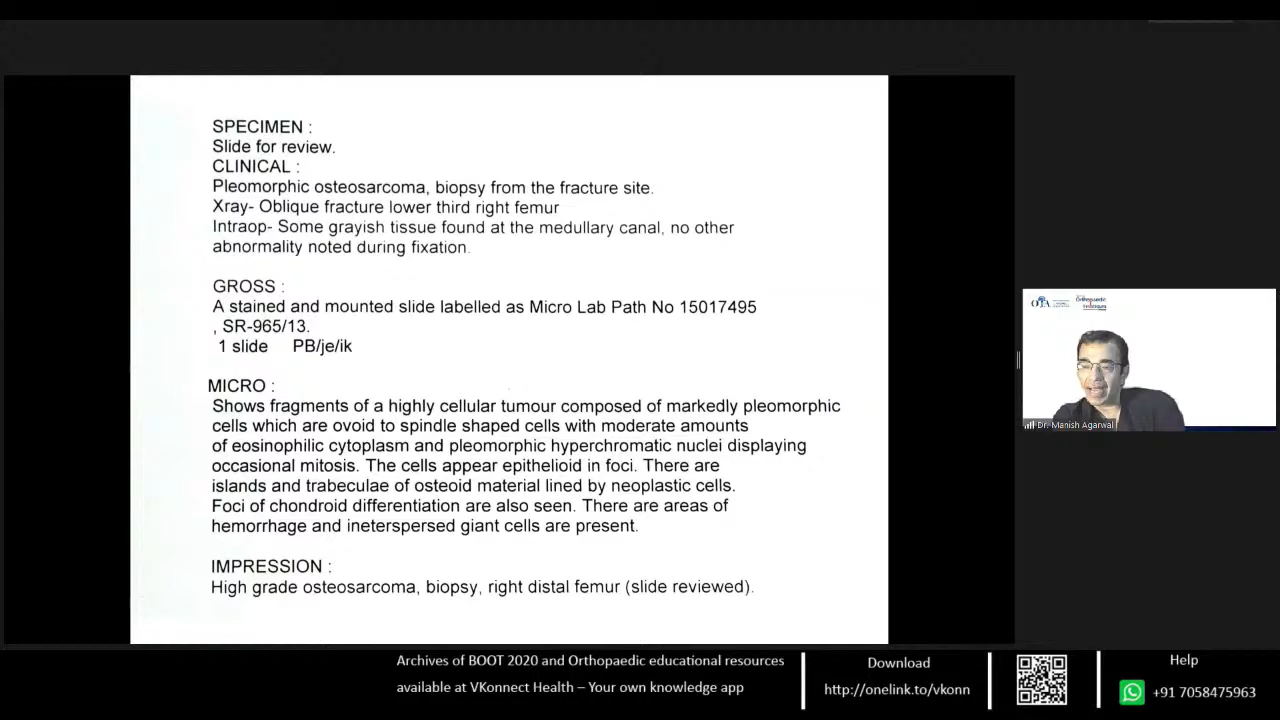 SPECIMEN :
Slide for review.
CLINICAL :
Pleomorphic osteosarcoma, biopsy from the fracture site.
Xray- Oblique fracture lower third right femur
Intraop- Some grayish tissue found at the medullary canal, no other
abnormality noted during fixation.
GROSS :
A stained and mounted slide labelled as Micro Lab Path No 15017495
, SR-965/13.
1 slide PB/je/ik
MICRO :
Shows fragments of a highly cellular tumour composed of markedly pleomorphic
cells which are ovoid to spindle shaped cells with moderate amounts
of eosinophilic cytoplasm and pleomorphic hyperchromatic nuclei displaying
occasional mitosis. The cells appear epithelioid in foci. There are
islands and trabeculae of osteoid material lined by neoplastic cells.
Foci of chondroid differentiation are also seen. There are areas of
hemorrhage and ineterspersed giant cells are present.
IMPRESSION :
High grade osteosarcoma, biopsy, right distal femur (slide reviewed).
Dr. Manish Agarwal
Archives of BOOT 2020 and Orthopaedic educational resources
available at VKonnect Health – Your own knowledge app
Download
http://onelink.to/vkonn
Help
+91 7058475963